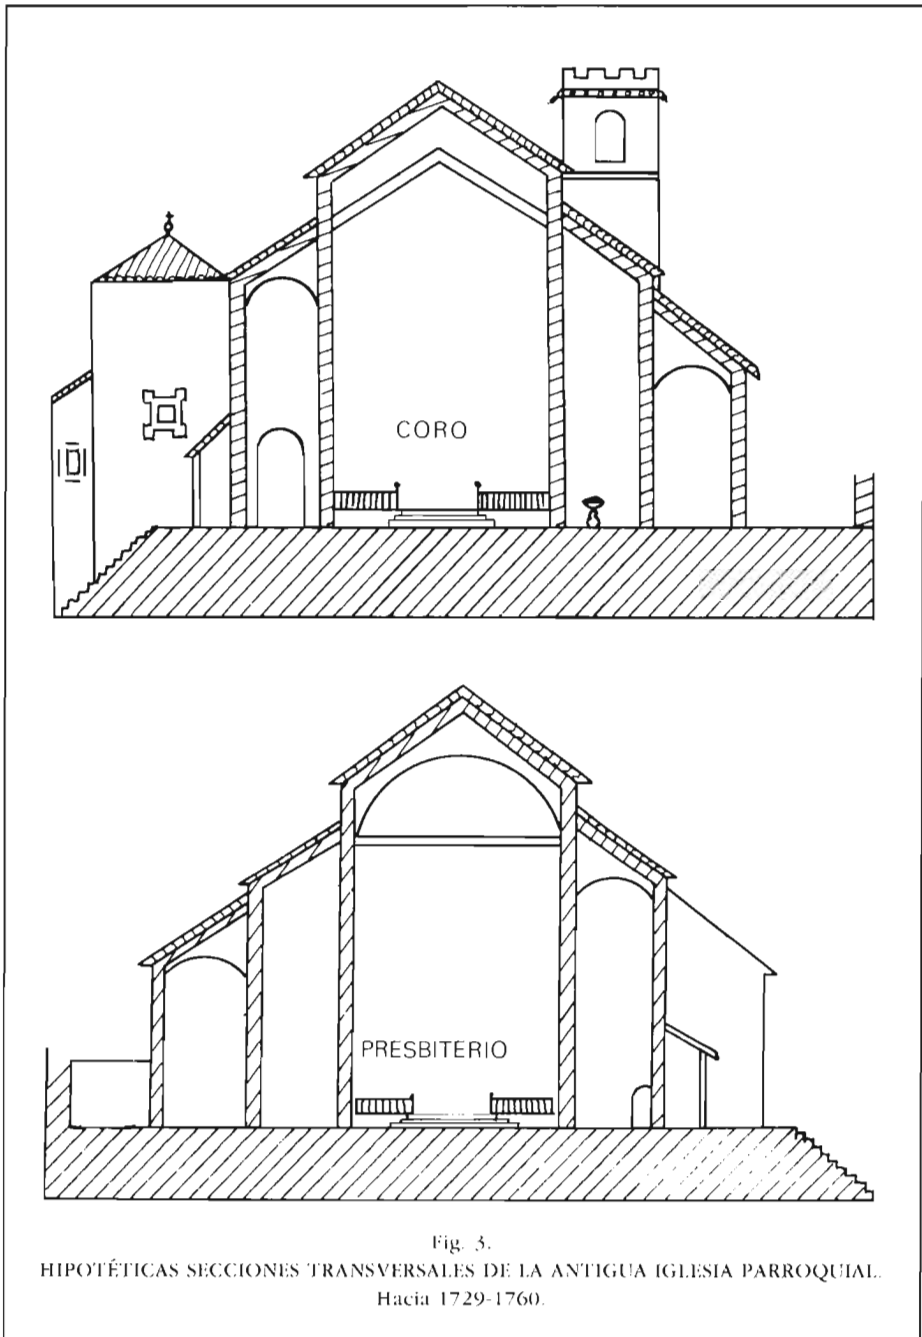 CORO
PRESBITERIO
Fig. 3.
HIPOTÉTICAS SECCIONES TRANSVERSALES DE LA ANTIGUA IGLESIA PARROQUIAL.
Hacia 1729-1760.